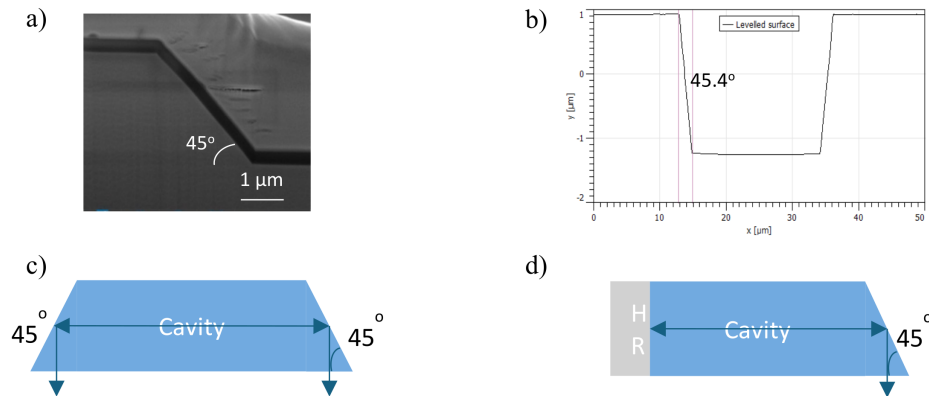 a)
45°
1 µm
b)
Levelled surface
45.4°
y [µm]
1
0
-1
-2
0 10 20 30 40 50
x [µm]
c)
45° Cavity 45°
d)
H
R
Cavity 45°